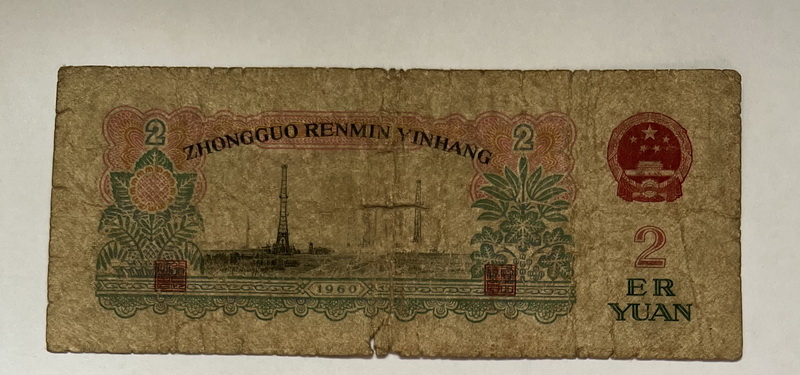 2
2
ZHONGGUO RENMIN YINHANG
1960
2
ER
YUAN